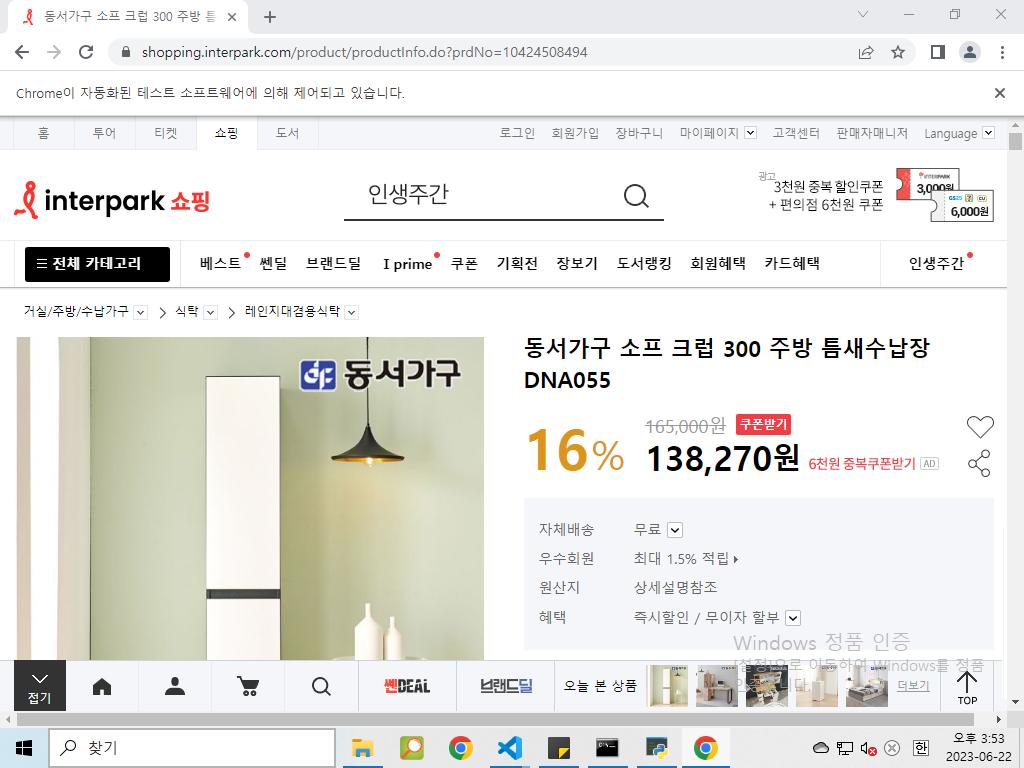 동서가구 소프 크럽 300 주방 틈
shopping.interpark.com/product/productInfo.do?prdNo=10424508494
Chrome이 자동화된 테스트 소프트웨어에 의해 제어되고 있습니다.
홈 투어 티켓 쇼핑 도서 로그인 회원가입 장바구니 마이페이지 고객센터 판매자매니저 Language
interpark 쇼핑
인생주간
광고
3천원 중복 할인쿠폰
+ 편의점 6천원 쿠폰
INTERPARK
3,000원
GS25 CU
6,000원
전체 카테고리 베스트 쎈딜 브랜드딜 I prime 쿠폰 기획전 장보기 도서랭킹 회원혜택 카드혜택 인생주간
거실/주방/수납가구 식탁 레인지대겸용식탁
동서가구
동서가구 소프 크럽 300 주방 틈새수납장
DNA055
16%
165,000원 쿠폰받기
138,270원 6천원 중복쿠폰받기 AD
자체배송 무료
우수회원 최대 1.5% 적립
원산지 상세설명참조
혜택 즉시할인 / 무이자 할부
Windows 정품 인증
[설정]으로 이동하여 Windows를 정품
접기
쎈DEAL
브랜드딜
오늘 본 상품
더보기
TOP
찾기
한
오후 3:53
2023-06-22